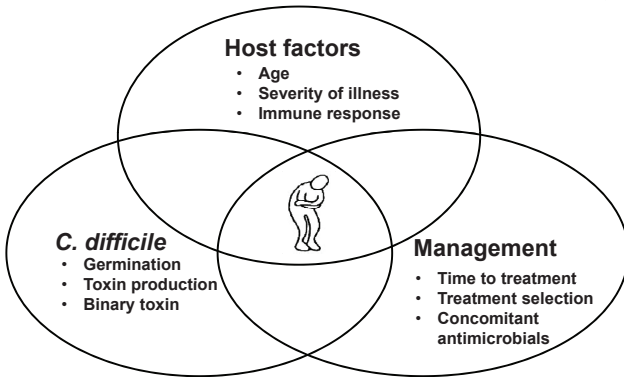 Host factors
• Age
• Severity of illness
• Immune response
C. difficile
• Germination
• Toxin production
• Binary toxin
Management
• Time to treatment
• Treatment selection
• Concomitant
antimicrobials